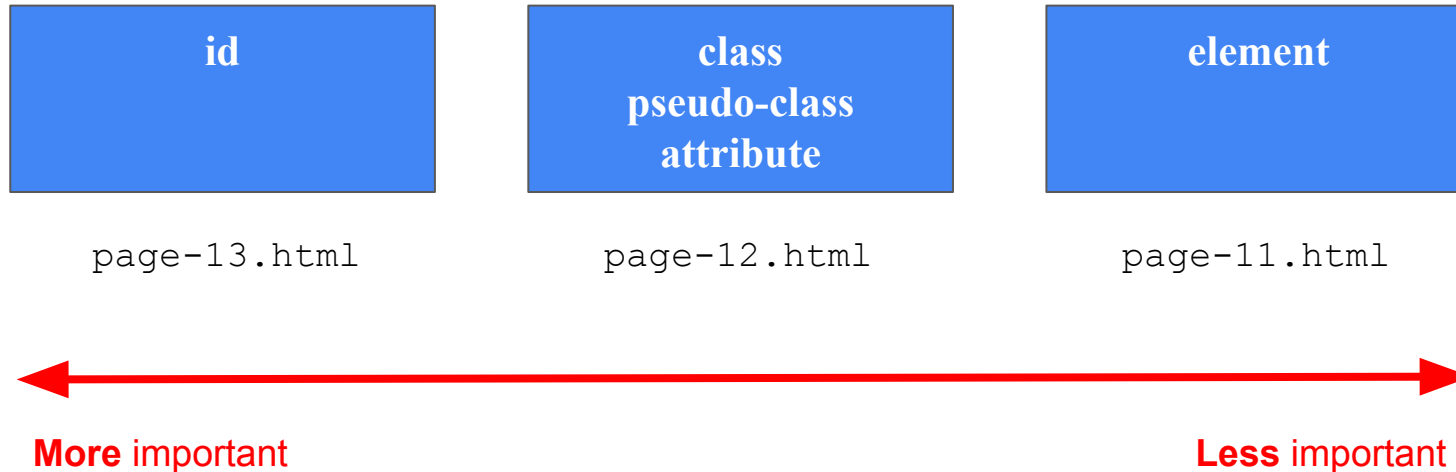 id
class
pseudo-class
attribute
element
page-13.html
page-12.html
page-11.html
More important
Less important